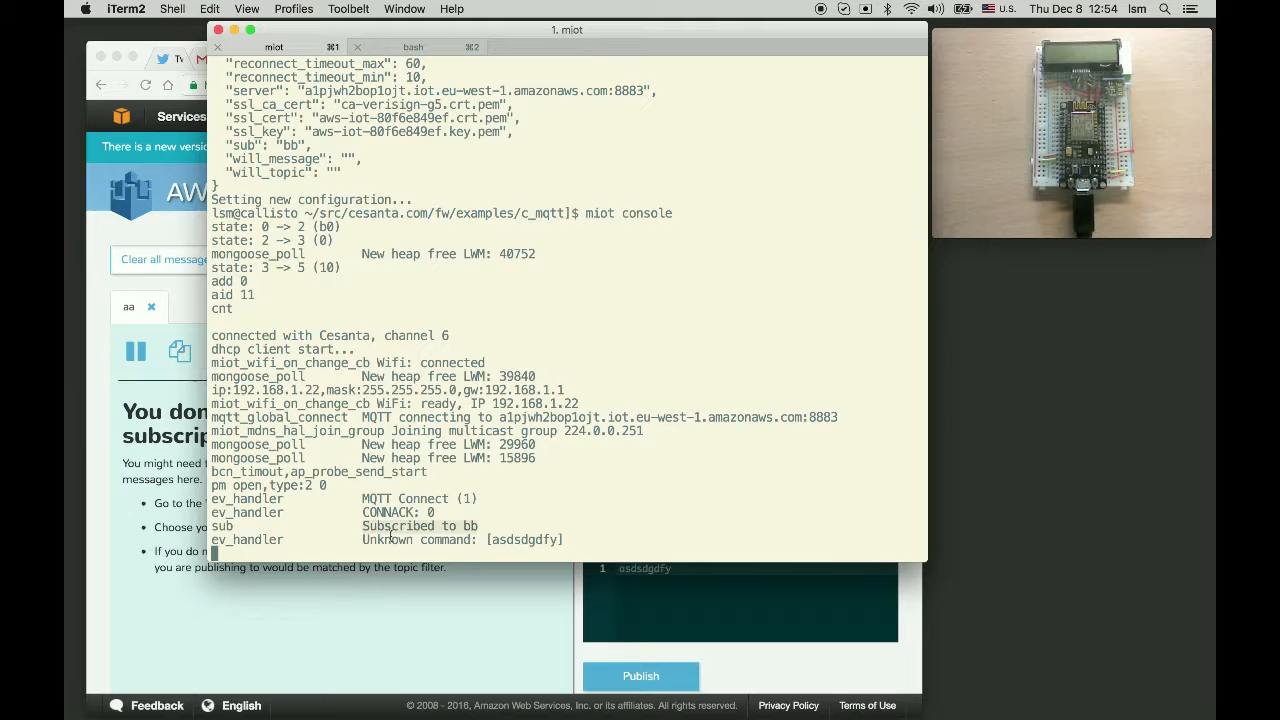 iTerm2 Shell Edit View Profiles Toolbelt Window Help U.S. Thu Dec 8 12:54 lsm
1. miot
miot ⌘1 bash ⌘2
"reconnect_timeout_max": 60,
"reconnect_timeout_min": 10,
"server": "a1pjwh2bop1ojt.iot.eu-west-1.amazonaws.com:8883",
"ssl_ca_cert": "ca-verisign-g5.crt.pem",
"ssl_cert": "aws-iot-80f6e849ef.crt.pem",
"ssl_key": "aws-iot-80f6e849ef.key.pem",
"sub": "bb",
"will_message": "",
"will_topic": ""
}
Setting new configuration...
lsm@callisto ~/src/cesanta.com/fw/examples/c_mqtt]$ miot console
state: 0 -> 2 (b0)
state: 2 -> 3 (0)
mongoose_poll New heap free LWM: 40752
state: 3 -> 5 (10)
add 0
aid 11
cnt
connected with Cesanta, channel 6
dhcp client start...
miot_wifi_on_change_cb Wifi: connected
mongoose_poll New heap free LWM: 39840
ip:192.168.1.22,mask:255.255.255.0,gw:192.168.1.1
miot_wifi_on_change_cb WiFi: ready, IP 192.168.1.22
mqtt_global_connect MQTT connecting to a1pjwh2bop1ojt.iot.eu-west-1.amazonaws.com:8883
miot_mdns_hal_join_group Joining multicast group 224.0.0.251
mongoose_poll New heap free LWM: 29960
mongoose_poll New heap free LWM: 15896
bcn_timout,ap_probe_send_start
pm open,type:2 0
ev_handler MQTT Connect (1)
ev_handler CONNACK: 0
sub Subscribed to bb
ev_handler Unknown command: [asdsdgdfy]
Tw
Services
There is a new versi
AW
Clear all messag
aa
You don
subscrip
You might need t
messages here.
Go to the
Choose yo
If you do n
you are publishing to would be matched by the topic filter.
1 asdsdgdfy
Publish
Feedback English © 2008 - 2016, Amazon Web Services, Inc. or its affiliates. All rights reserved. Privacy Policy Terms of Use